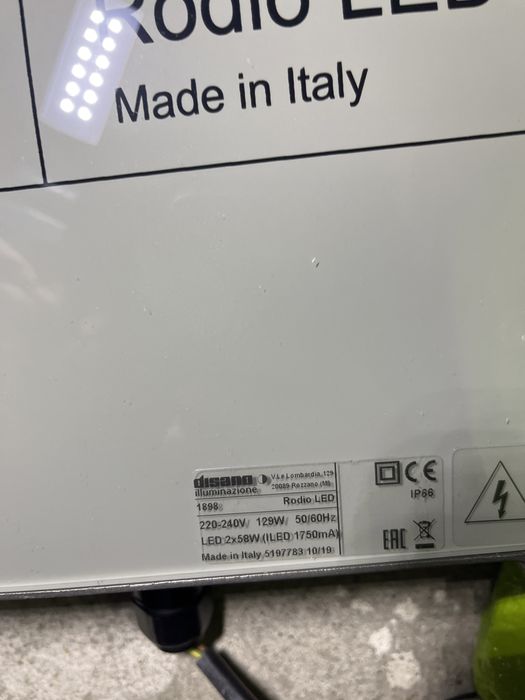 Rodio LED
Made in Italy
disano
illuminazione
V.Le Lombardia, 129
20089 Rozzano (MI)
1898
Rodio LED
220-240V 129W 50/60Hz
LED 2x58W (ILED 1750mA)
Made in Italy 5197783 10/19
CE
IP66
EAC